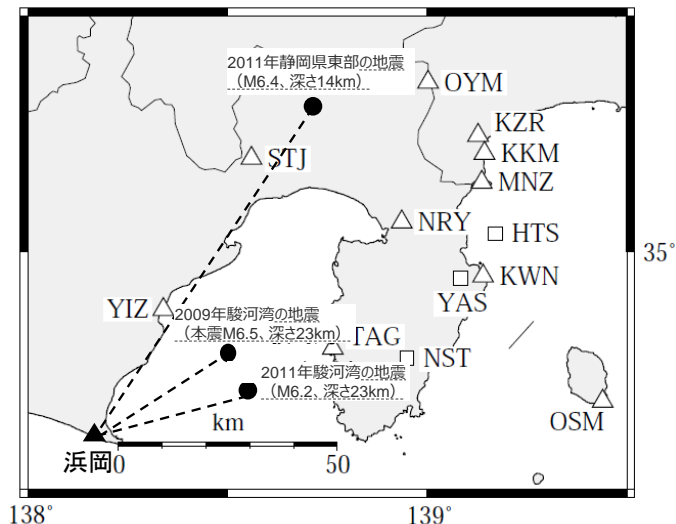 2011年静岡県東部の地震
（M6.4、深さ14km）
OYM
KZR
KKM
STJ
MNZ
NRY
HTS
35°
KWN
YAS
YIZ
2009年駿河湾の地震
（本震M6.5、深さ23km）
TAG
NST
2011年駿河湾の地震
（M6.2、深さ23km）
OSM
km
浜岡
0
50
138°
139°